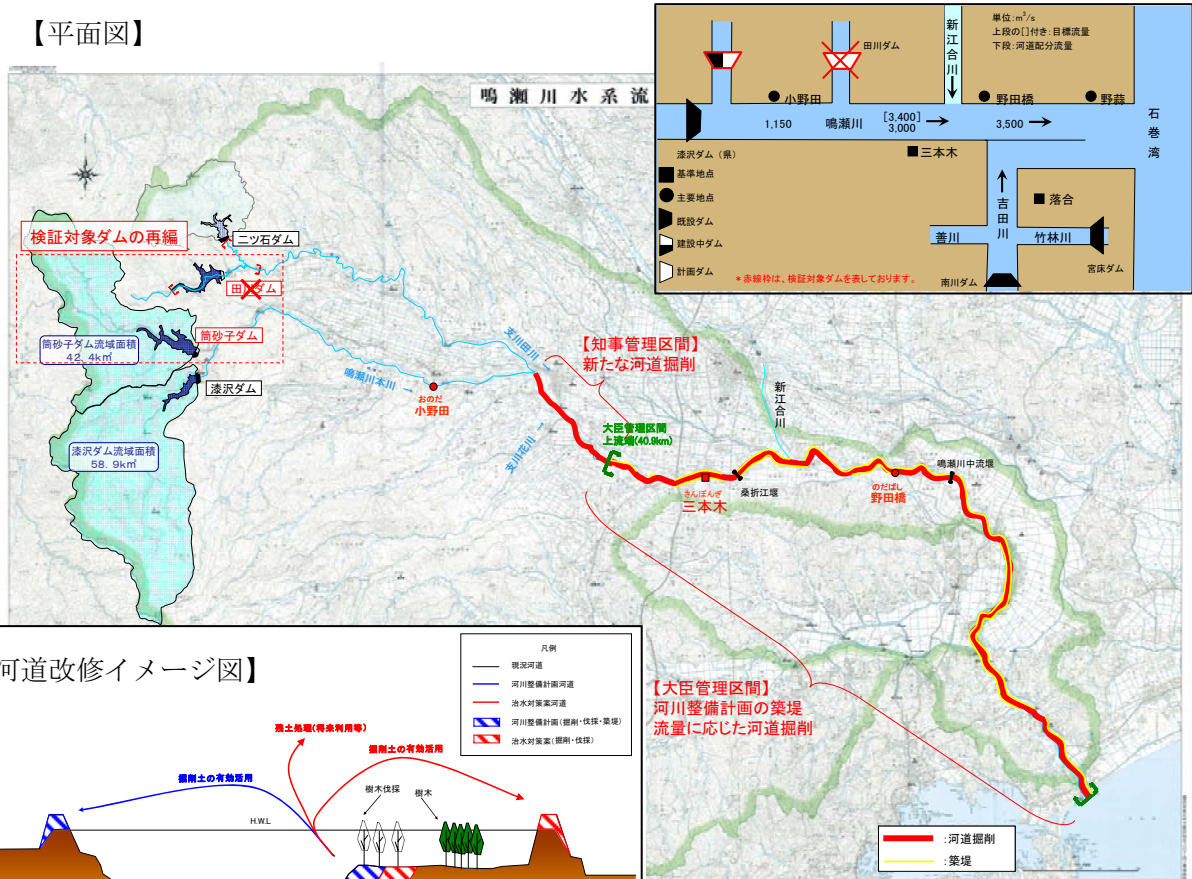 【平面図】
鳴瀬川水系流
新江合川
単位:m³/s
上段の[]付き:目標流量
下段:河道配分流量
田川ダム
小野田
野田橋
野蒜
1,150
鳴瀬川
[3,400]
3,000
3,500
石巻湾
漆沢ダム（県）
三本木
基準地点
主要地点
既設ダム
建設中ダム
計画ダム
吉田川
落合
善川
竹林川
宮床ダム
南川ダム
＊赤線枠は、検証対象ダムを表しております。
検証対象ダムの再編
二ツ石ダム
田川ダム
筒砂子ダム
筒砂子ダム流域面積
42.4km²
漆沢ダム
漆沢ダム流域面積
58.9km²
鳴瀬川本川
支川田川
支川花川
おのだ
小野田
【知事管理区間】
新たな河道掘削
大臣管理区間
上流端(40.9km)
新江合川
さんぼんぎ
三本木
桑折江堰
のだばし
野田橋
鳴瀬川中流堰
【大臣管理区間】
河川整備計画の築堤
流量に応じた河道掘削
:河道掘削
:築堤
河道改修イメージ図】
凡例
現況河道
河川整備計画河道
治水対策案河道
河川整備計画(掘削・伐採・築堤)
治水対策案(掘削・伐採)
残土処理(将来利用等)
掘削土の有効活用
掘削土の有効活用
樹木伐採
樹木
H.W.L